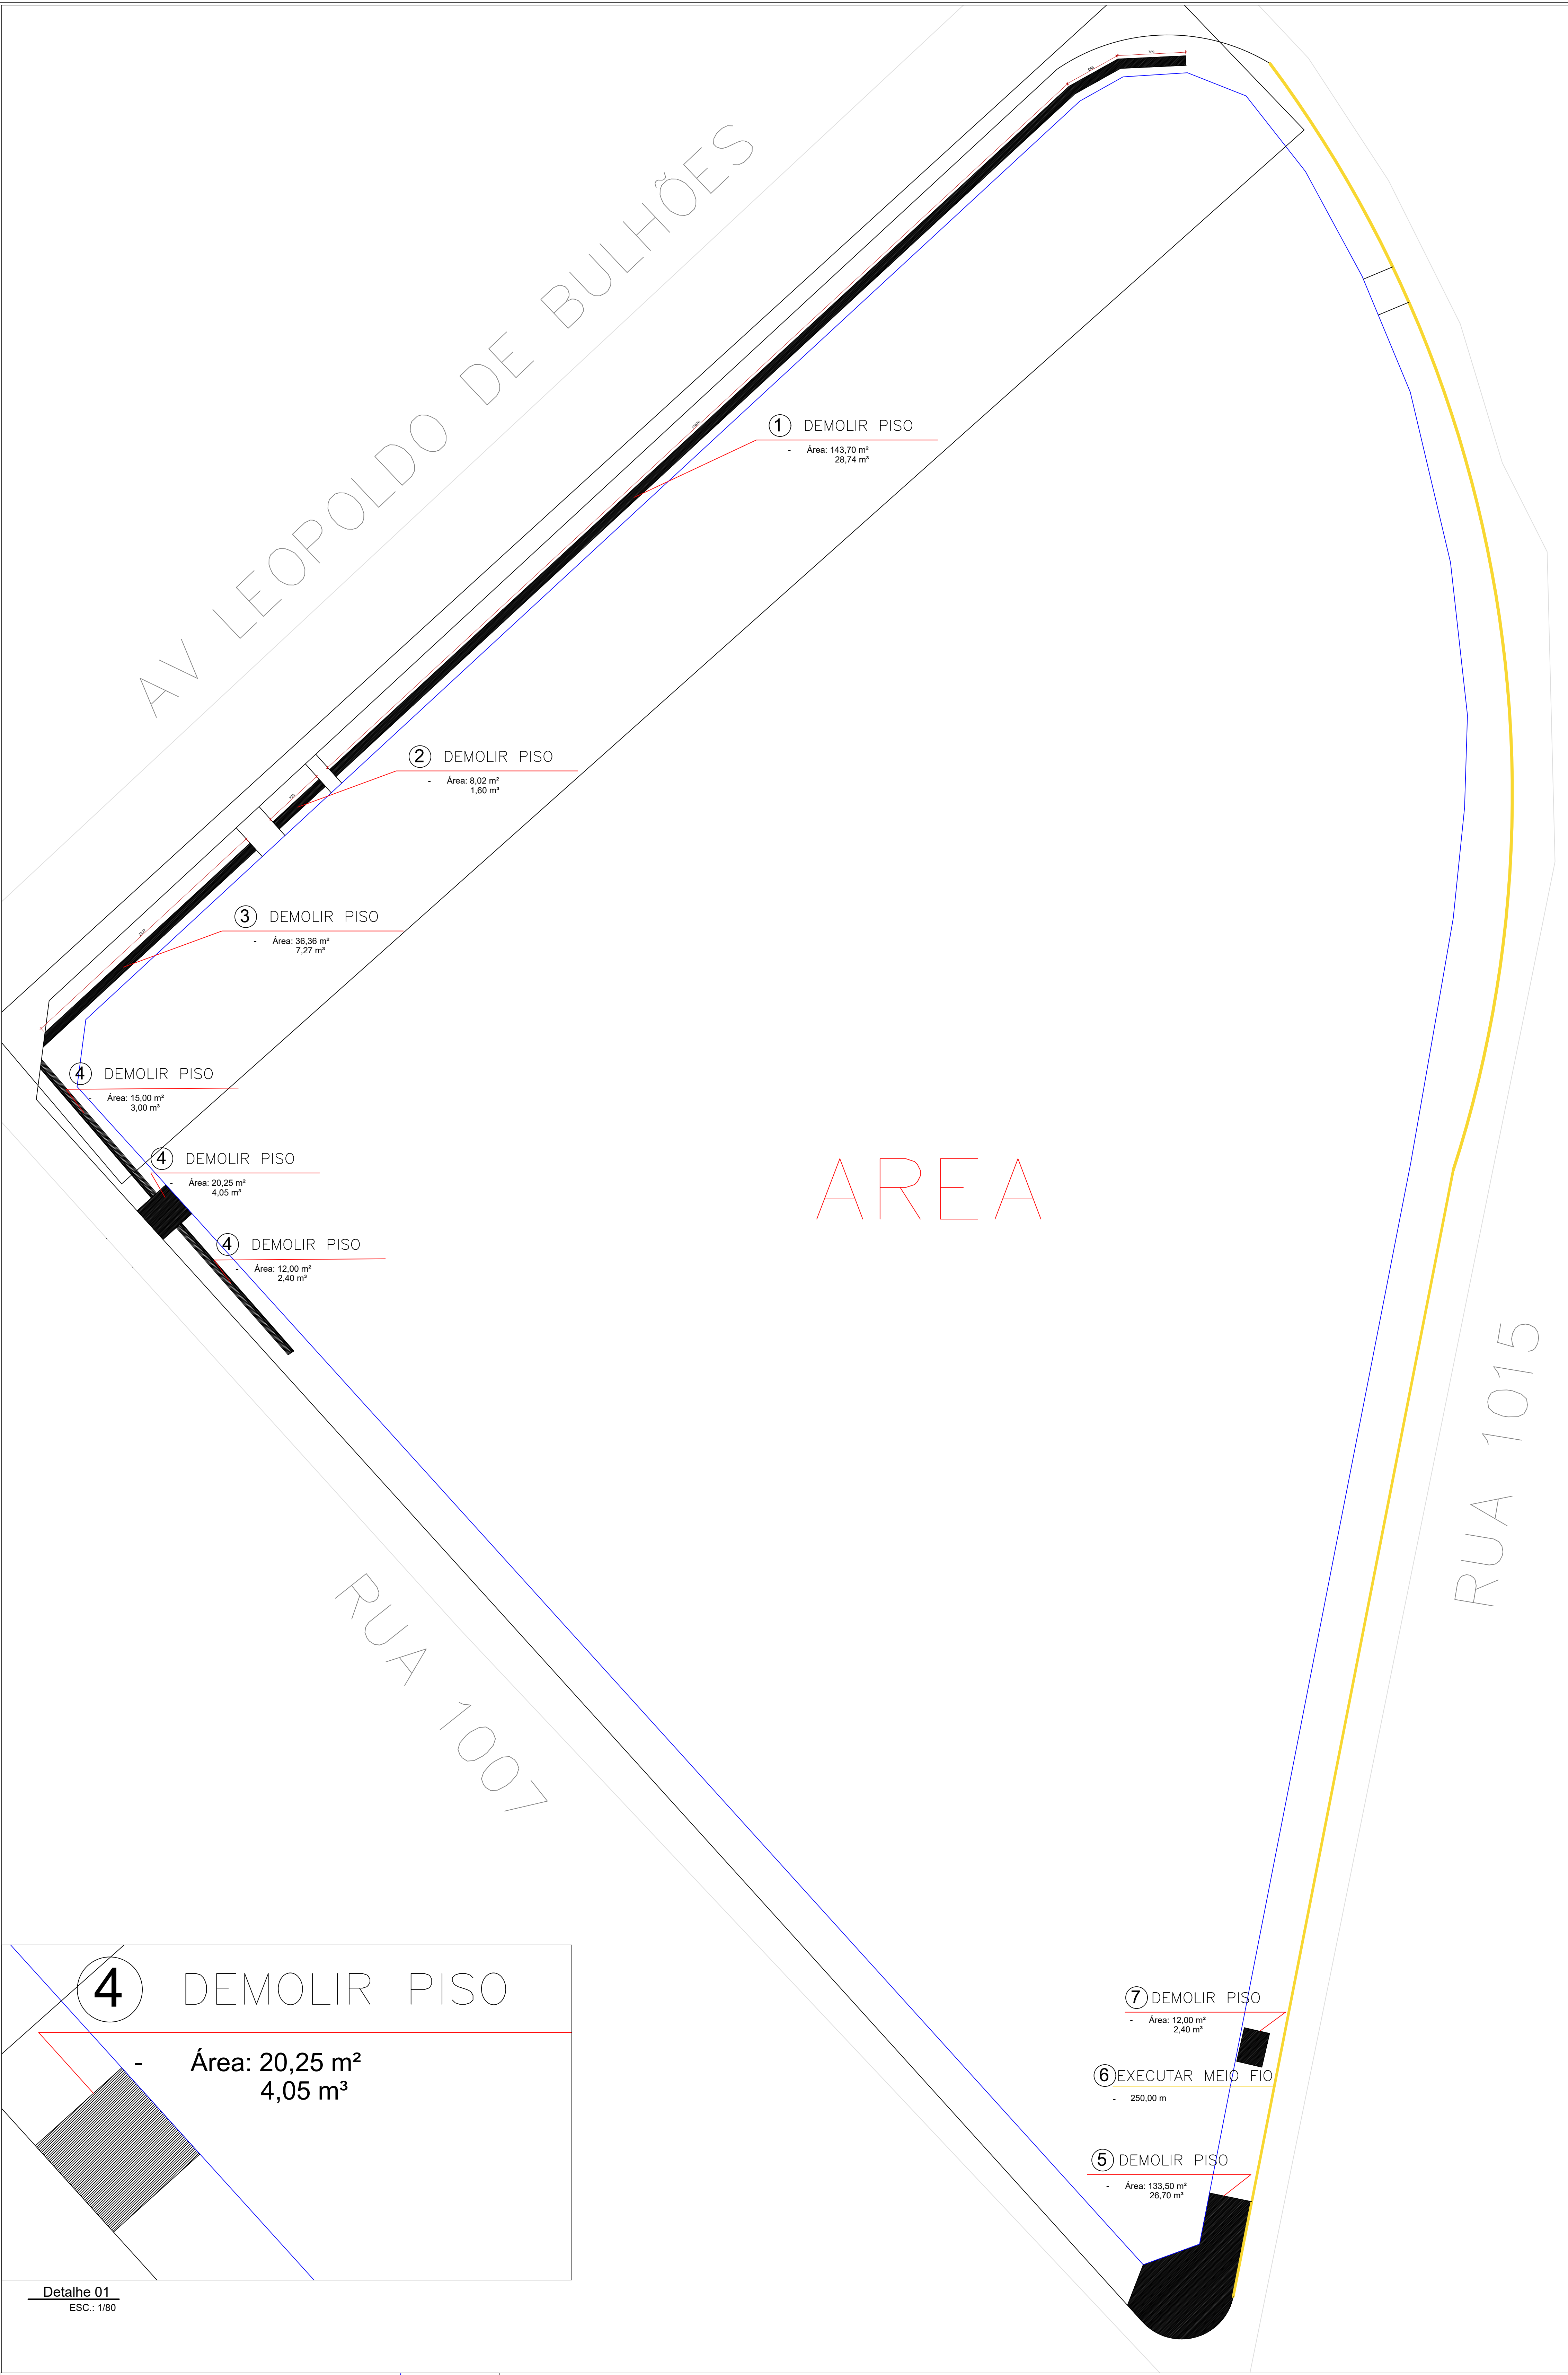 786
AV LEOPOLDO DE BULHÕES
1 DEMOLIR PISO
- Área: 143,70 m²
28,74 m³
2 DEMOLIR PISO
- Área: 8,02 m²
1,60 m³
3 DEMOLIR PISO
- Área: 36,36 m²
7,27 m³
4 DEMOLIR PISO
- Área: 15,00 m²
3,00 m³
4 DEMOLIR PISO
- Área: 20,25 m²
4,05 m³
4 DEMOLIR PISO
- Área: 12,00 m²
2,40 m³
AREA
RUA 1015
RUA 1007
4 DEMOLIR PISO
- Área: 20,25 m²
4,05 m³
Detalhe 01
ESC.: 1/80
7 DEMOLIR PISO
- Área: 12,00 m²
2,40 m³
6 EXECUTAR MEIO FIO
- 250,00 m
5 DEMOLIR PISO
- Área: 133,50 m²
26,70 m³